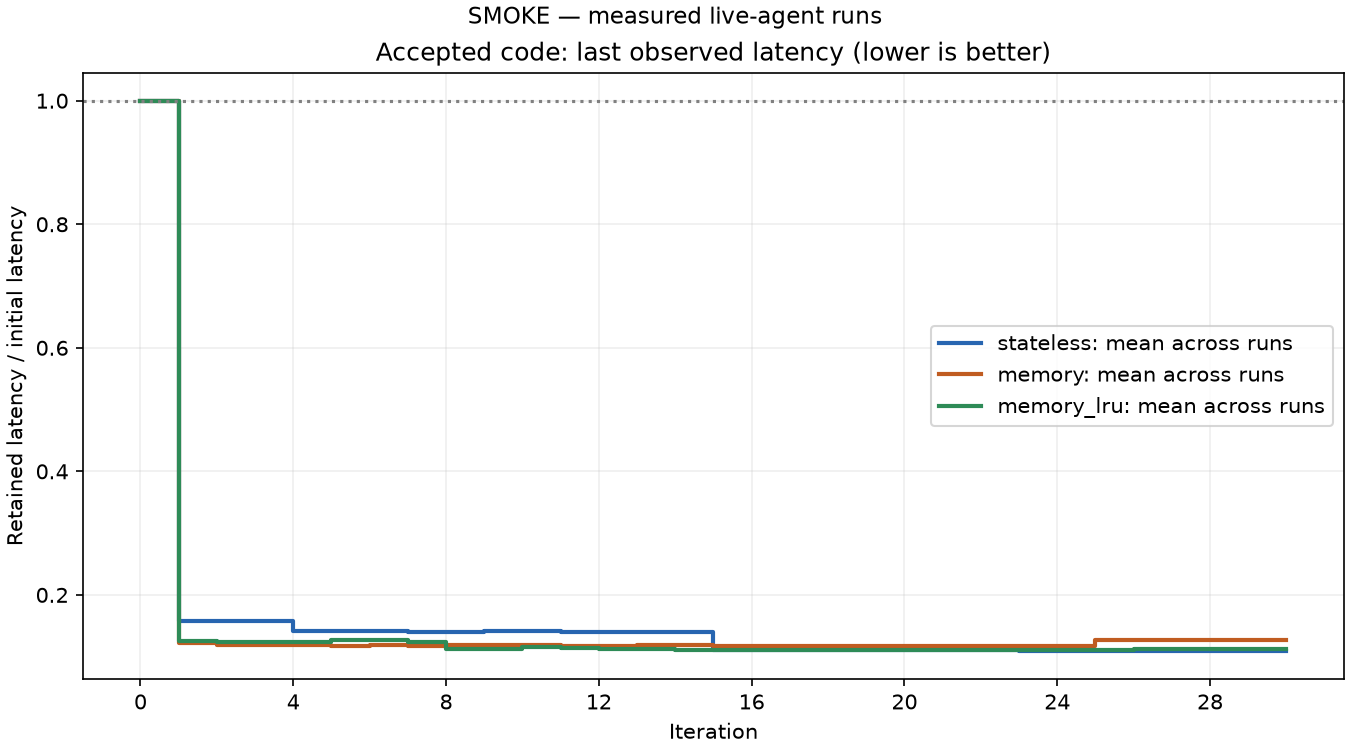 SMOKE — measured live-agent runs
Accepted code: last observed latency (lower is better)
Retained latency / initial latency
1.0
0.8
0.6
0.4
0.2
stateless: mean across runs
memory: mean across runs
memory_lru: mean across runs
0 4 8 12 16 20 24 28
Iteration